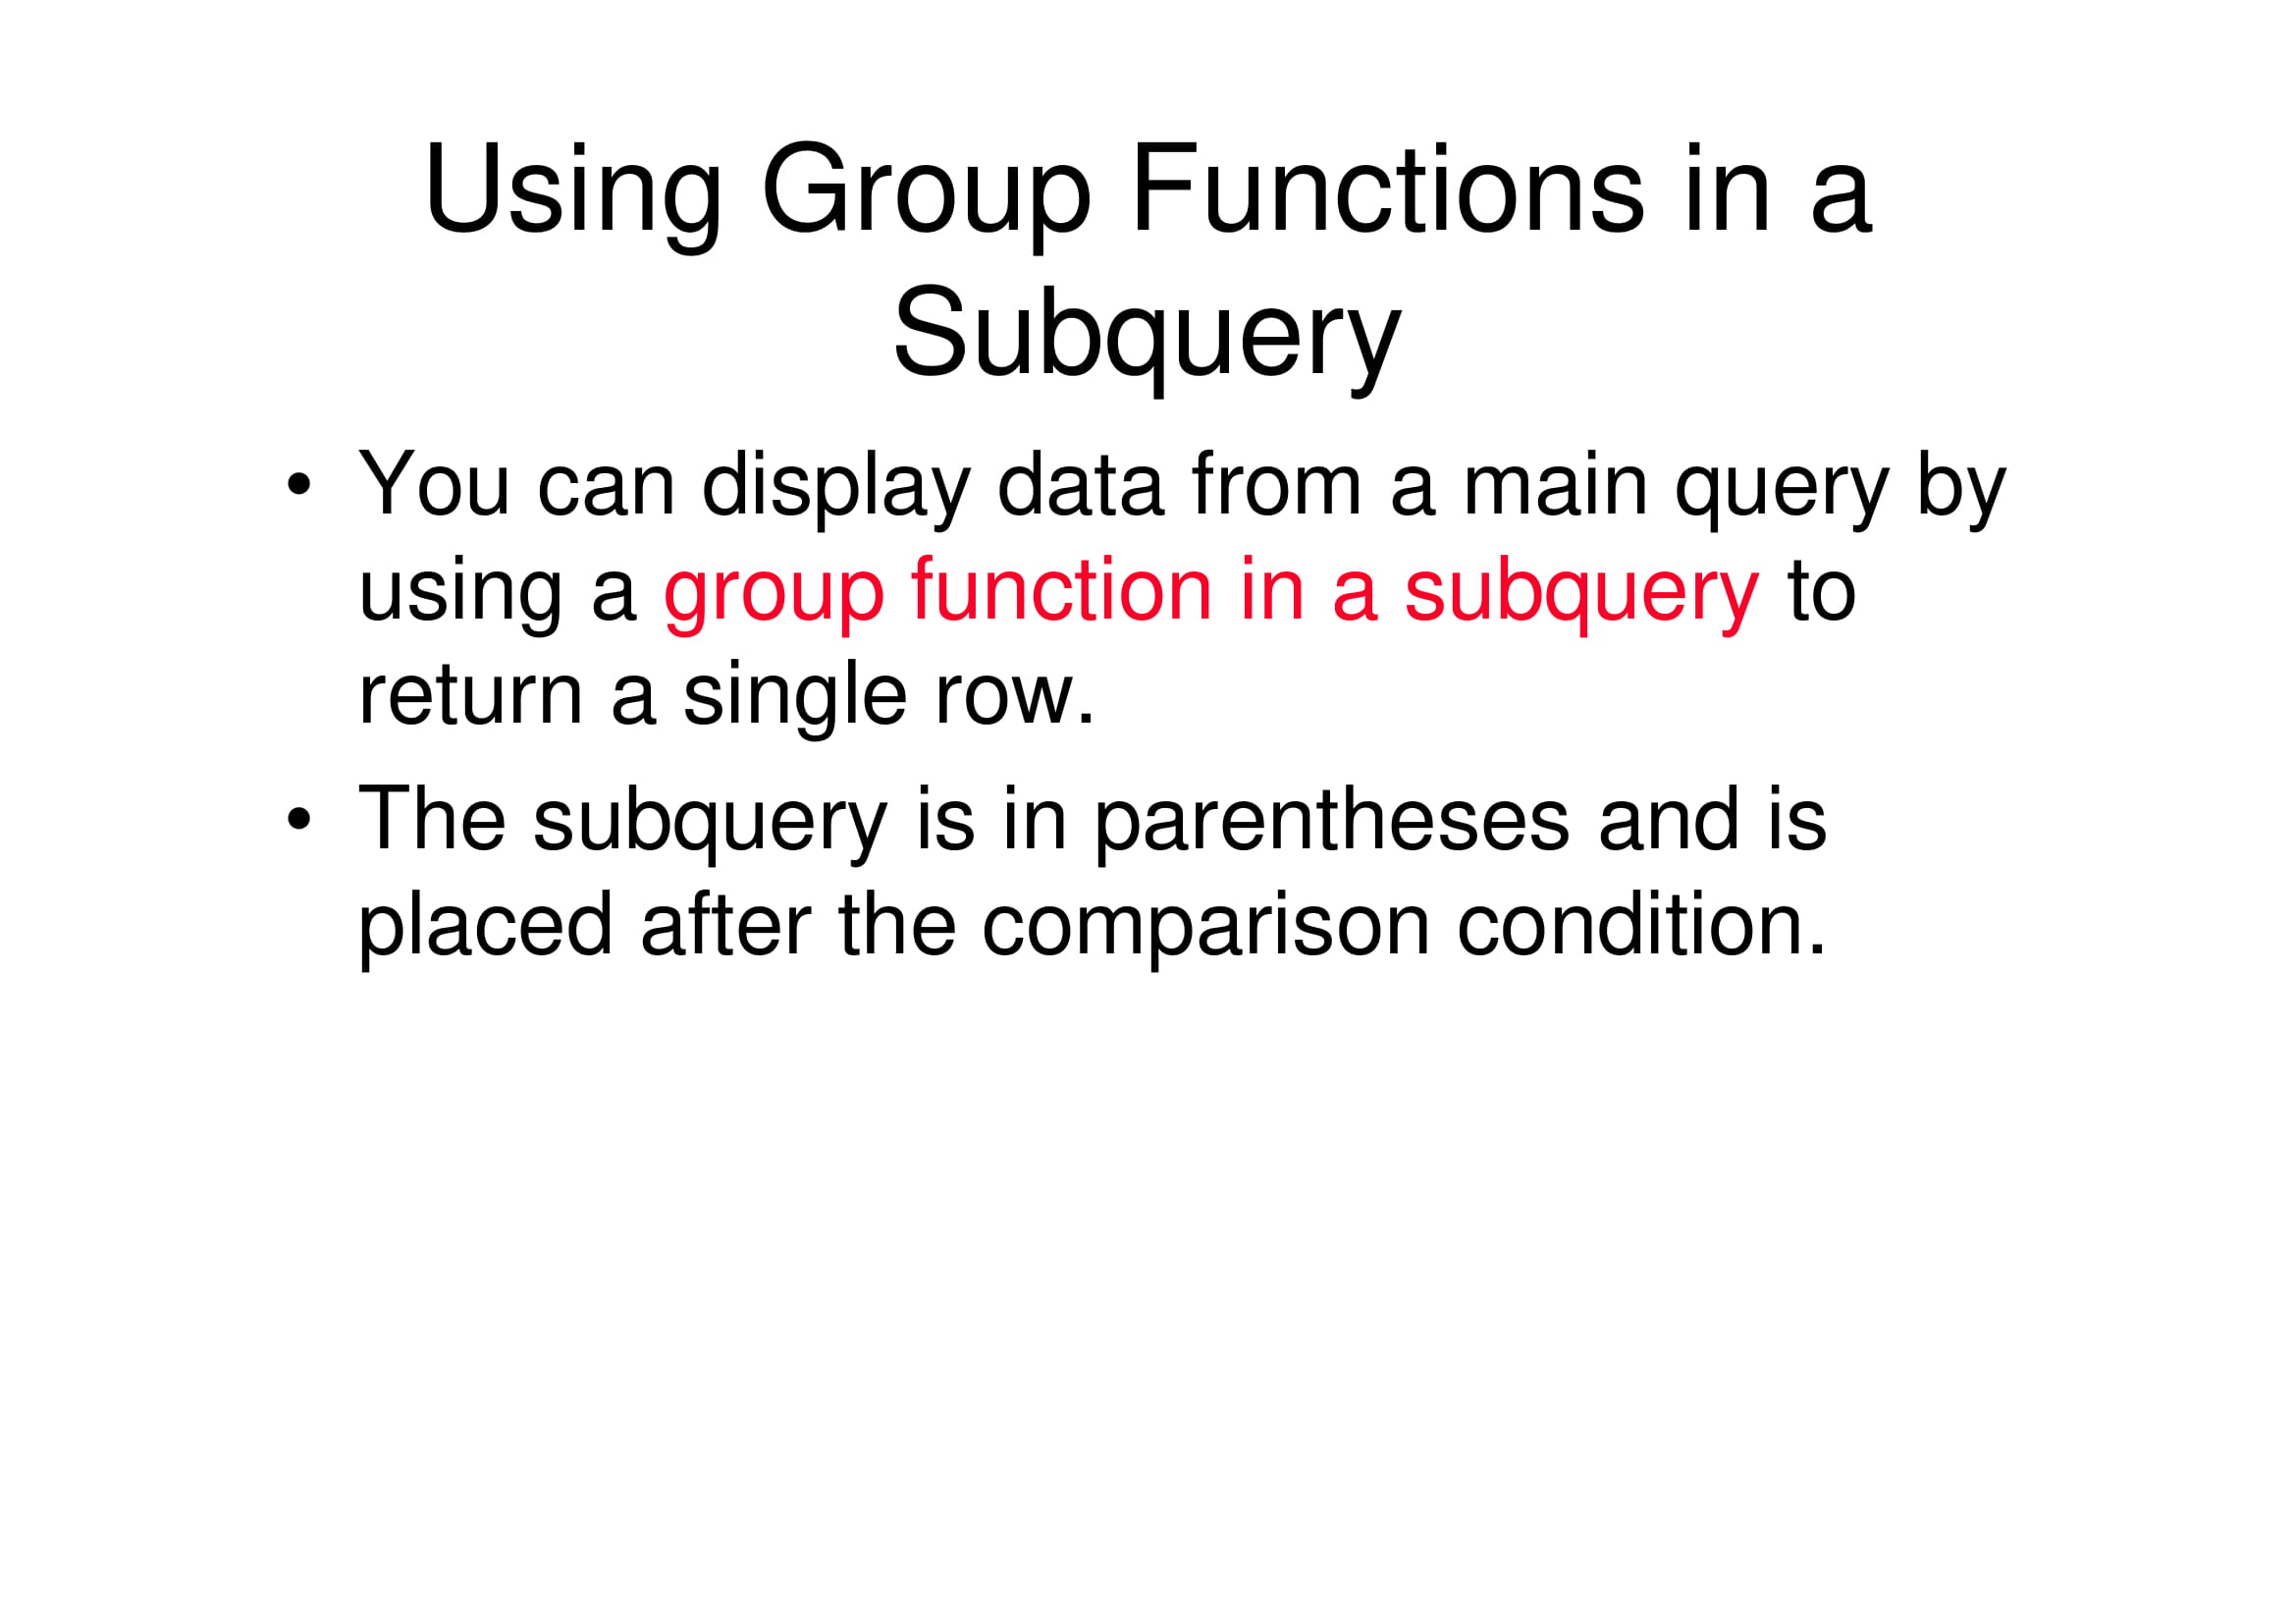 Using Group Functions in a
Subquery
• You can display data from a main query by
using a group function in a subquery to
return a single row.
• The subquery is in parentheses and is
placed after the comparison condition.